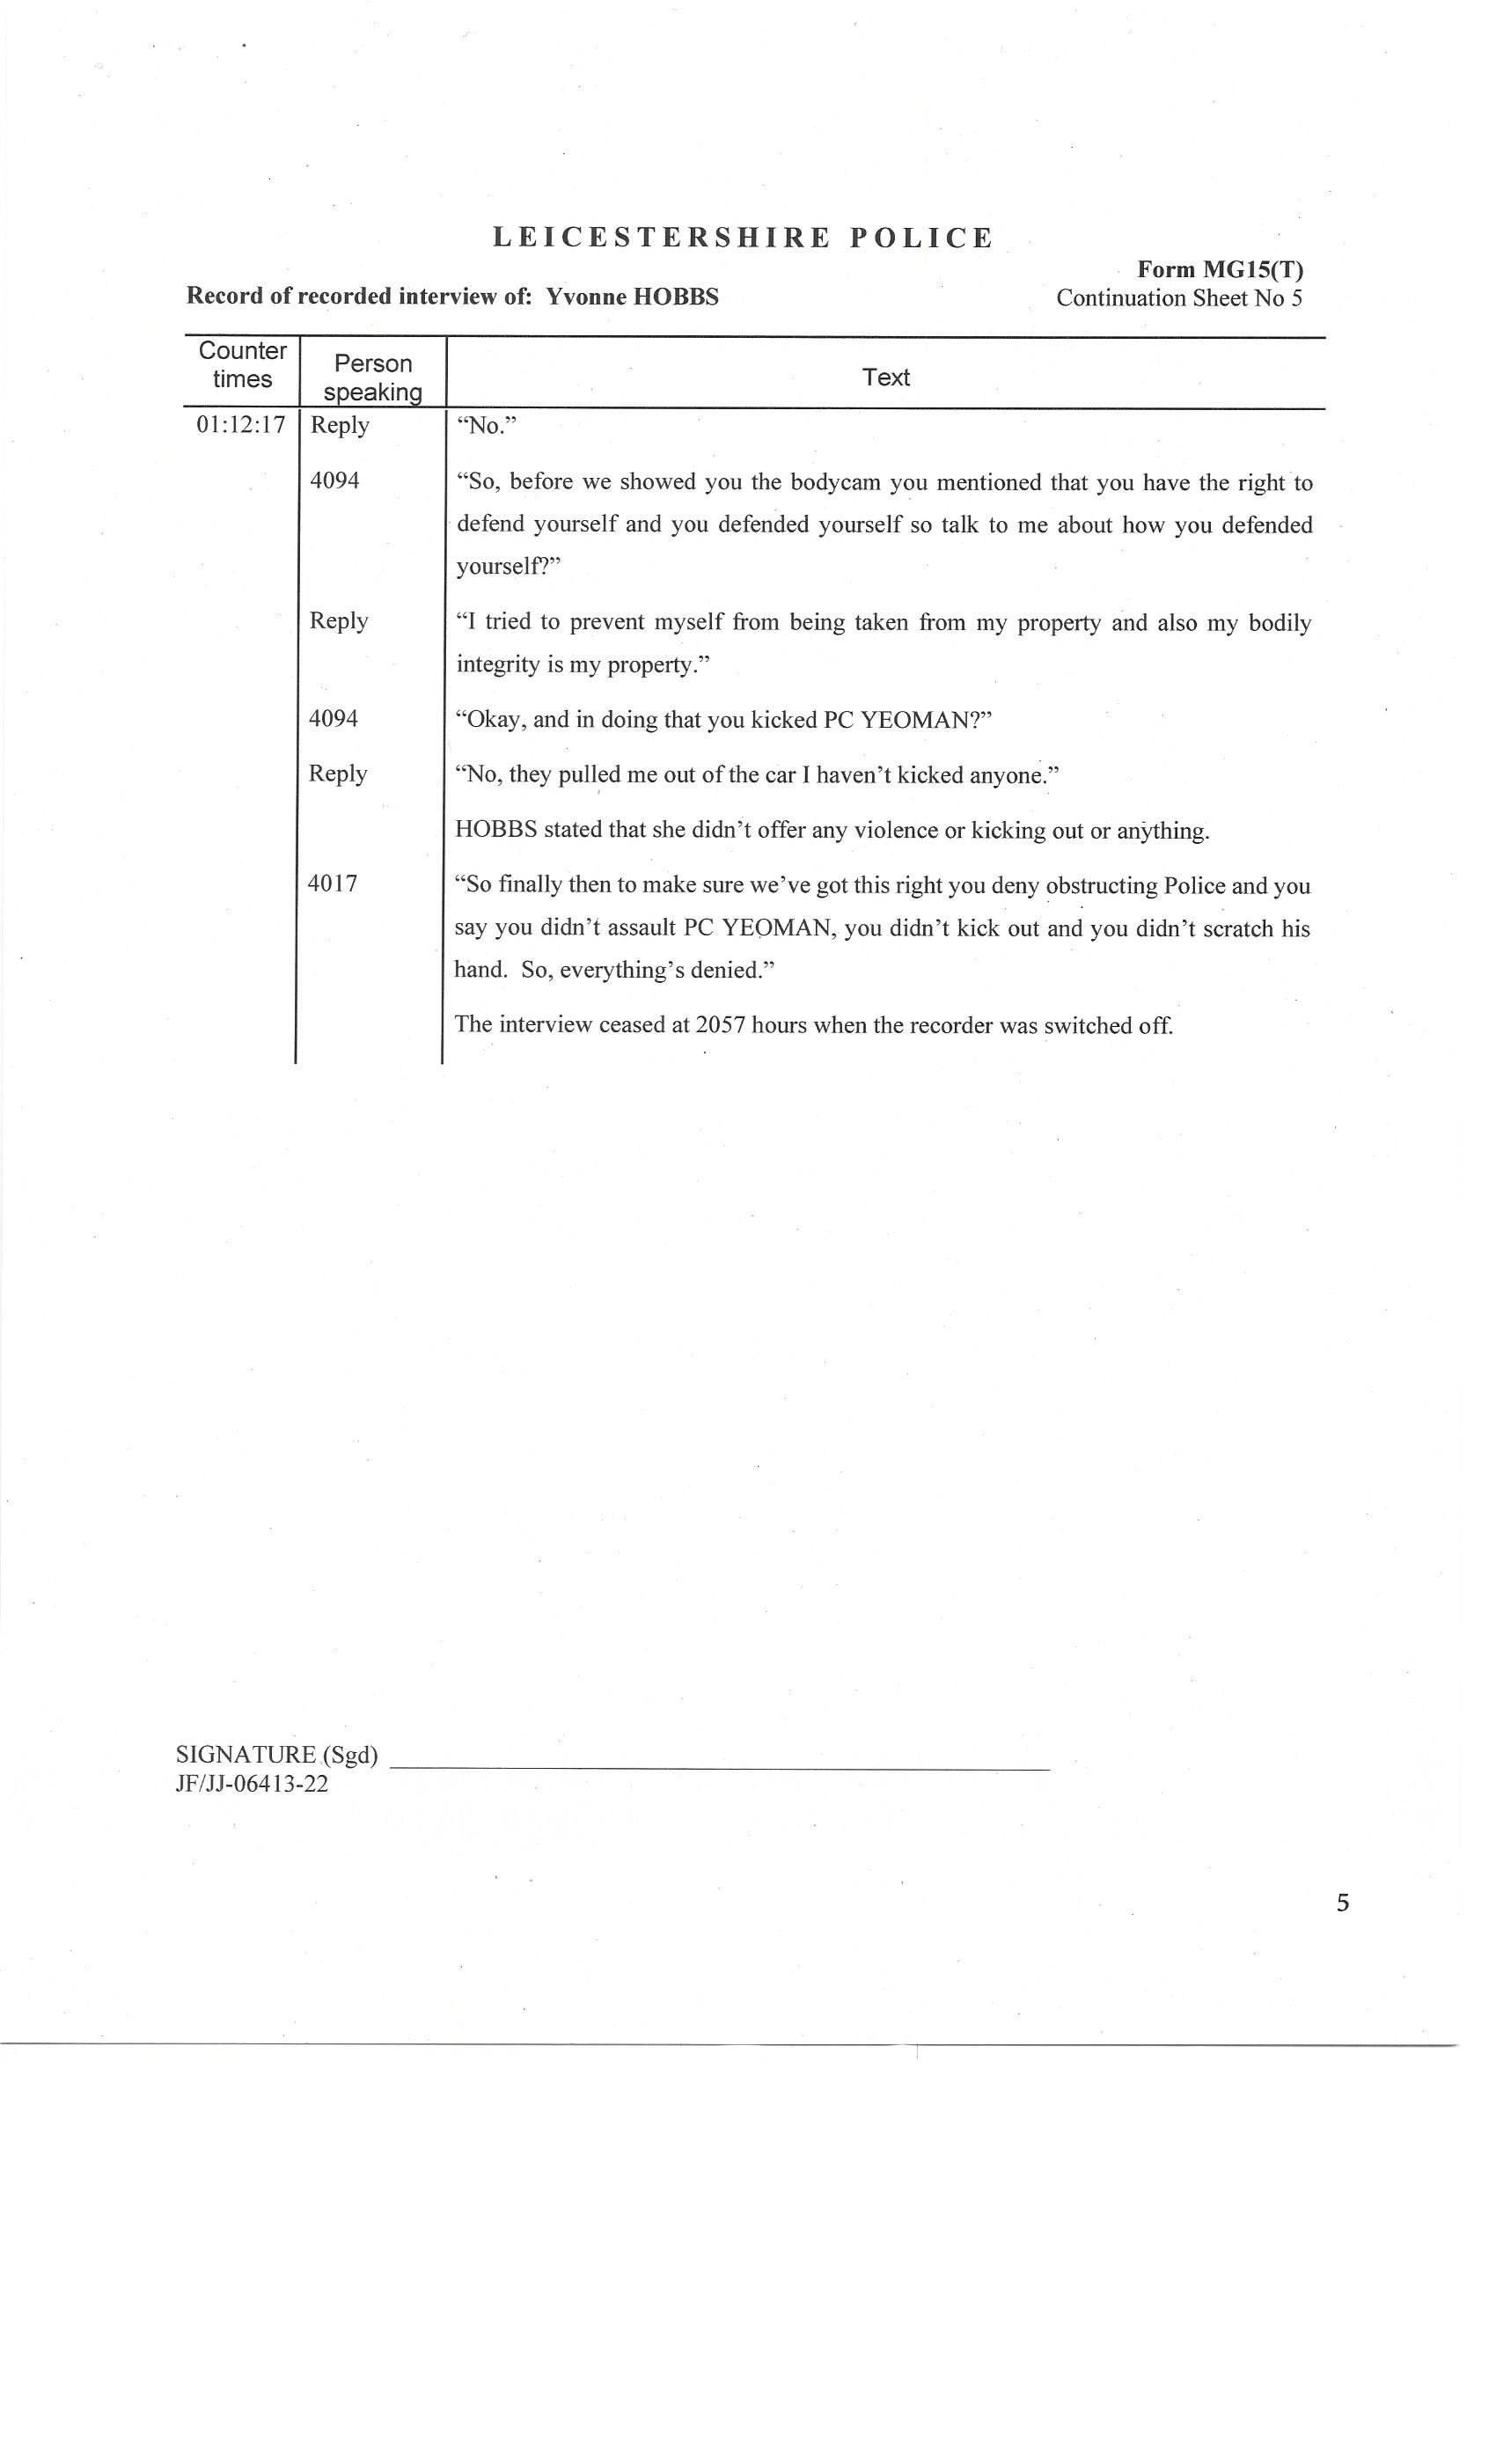 LEICESTERSHIRE POLICE
Form MG15(T)
Record of recorded interview of: Yvonne HOBBS
Continuation Sheet No 5
Counter times
Person speaking
Text
01:12:17 Reply “No.”
4094 “So, before we showed you the bodycam you mentioned that you have the right to
defend yourself and you defended yourself so talk to me about how you defended
yourself?”
Reply “I tried to prevent myself from being taken from my property and also my bodily
integrity is my property.”
4094 “Okay, and in doing that you kicked PC YEOMAN?”
Reply “No, they pulled me out of the car I haven’t kicked anyone.”
HOBBS stated that she didn’t offer any violence or kicking out or anything.
4017 “So finally then to make sure we’ve got this right you deny obstructing Police and you
say you didn’t assault PC YEOMAN, you didn’t kick out and you didn’t scratch his
hand. So, everything’s denied.”
The interview ceased at 2057 hours when the recorder was switched off.
SIGNATURE (Sgd)
JF/JJ-06413-22
5